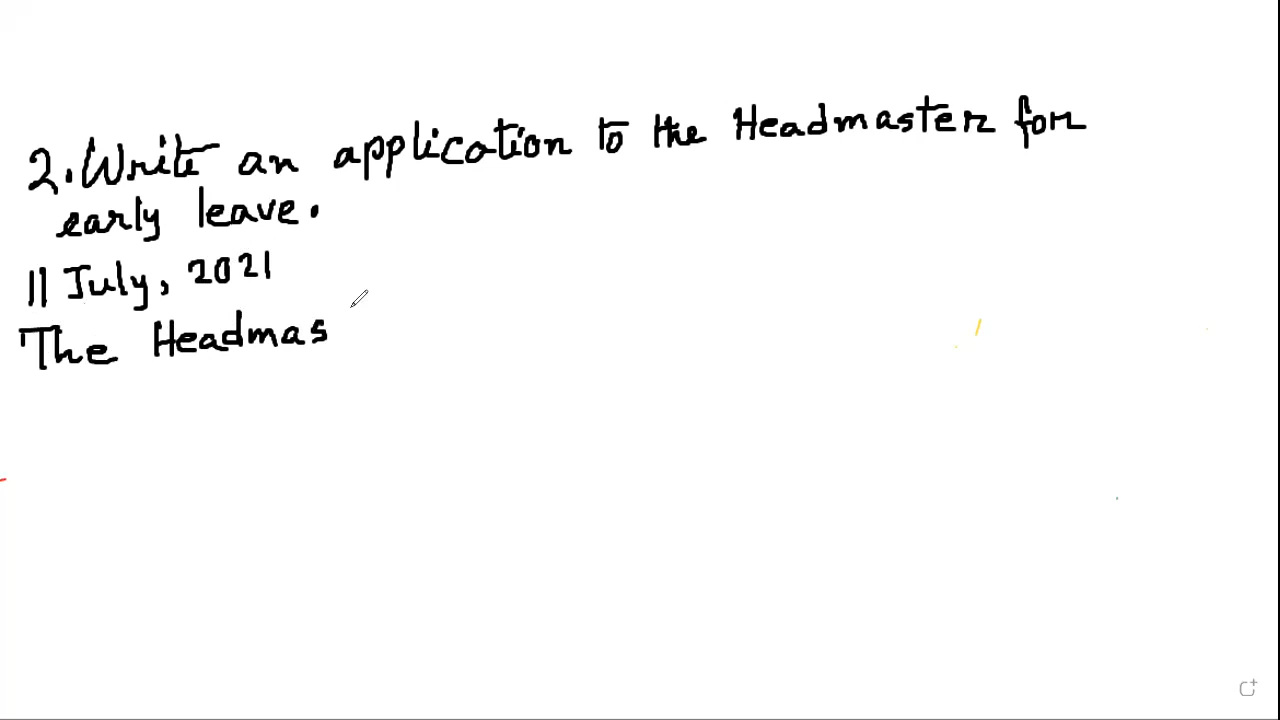 2. Write an application to the Headmaster for
early leave.
11 July, 2021
The Headmas